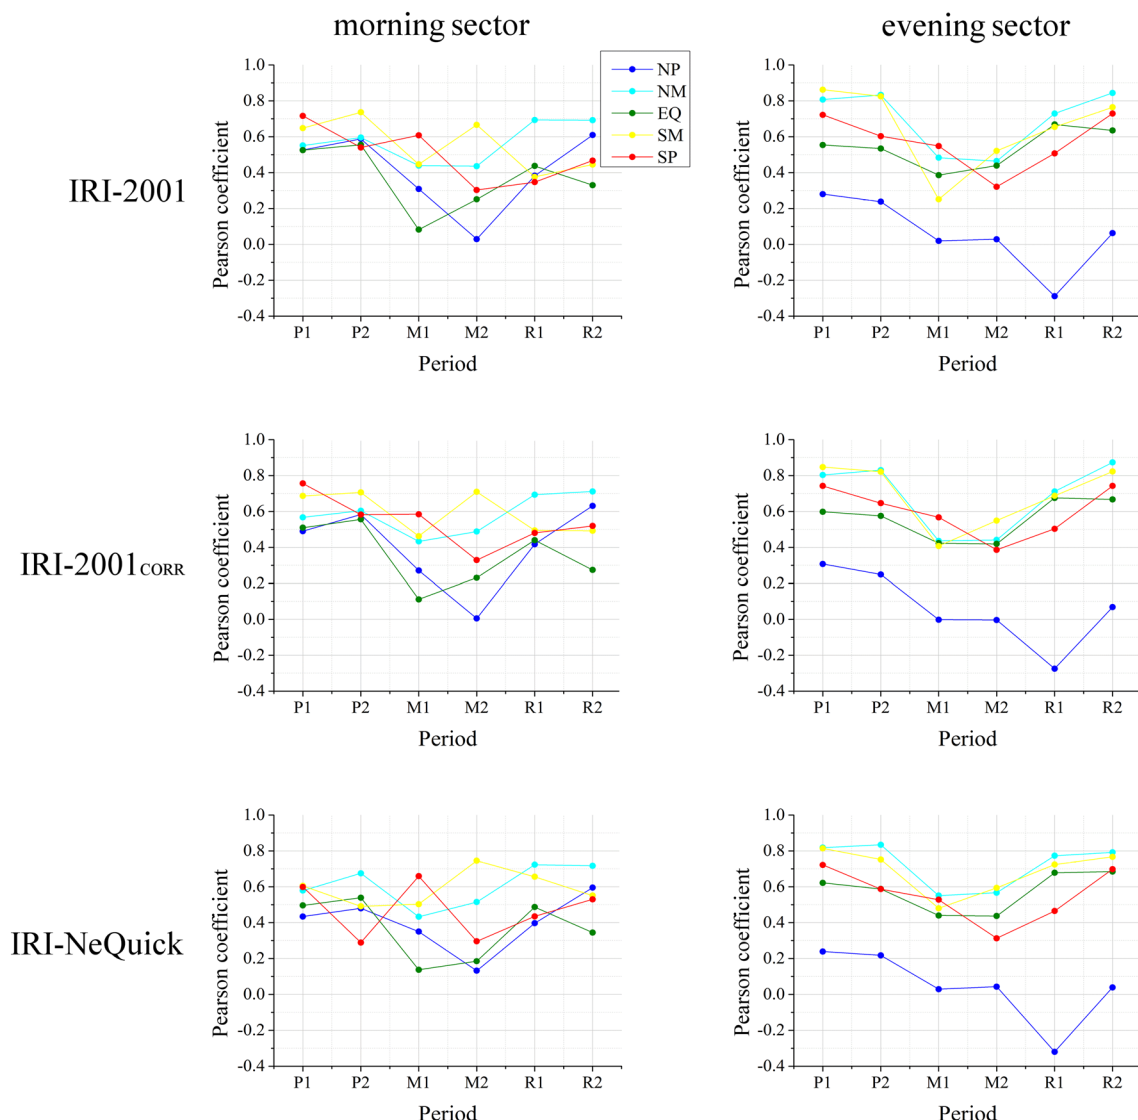 morning sector
evening sector
IRI-2001
Pearson coefficient
1.0
0.8
0.6
0.4
0.2
0.0
-0.2
-0.4
P1 P2 M1 M2 R1 R2
Period
NP
NM
EQ
SM
SP
Pearson coefficient
1.0
0.8
0.6
0.4
0.2
0.0
-0.2
-0.4
P1 P2 M1 M2 R1 R2
Period
IRI-2001CORR
Pearson coefficient
1.0
0.8
0.6
0.4
0.2
0.0
-0.2
-0.4
P1 P2 M1 M2 R1 R2
Period
Pearson coefficient
1.0
0.8
0.6
0.4
0.2
0.0
-0.2
-0.4
P1 P2 M1 M2 R1 R2
Period
IRI-NeQuick
Pearson coefficient
1.0
0.8
0.6
0.4
0.2
0.0
-0.2
-0.4
P1 P2 M1 M2 R1 R2
Period
Pearson coefficient
1.0
0.8
0.6
0.4
0.2
0.0
-0.2
-0.4
P1 P2 M1 M2 R1 R2
Period